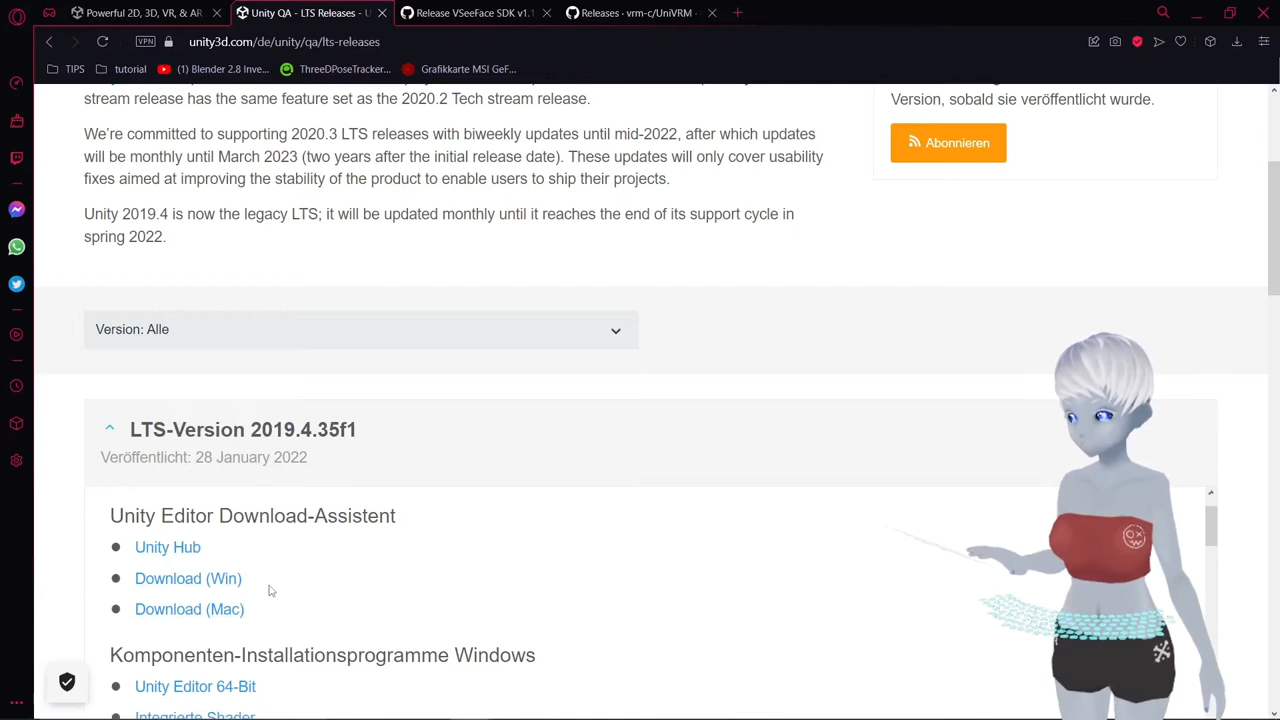 Powerful 2D, 3D, VR, & AR
Unity QA - LTS Releases - U
Release VSeeFace SDK v1.1
Releases · vrm-c/UniVRM ·
VPN
unity3d.com/de/unity/qa/lts-releases
TIPS
tutorial
(1) Blender 2.8 Inve...
ThreeDPoseTracker...
Grafikkarte MSI GeF...
stream release has the same feature set as the 2020.2 Tech stream release.
We're committed to supporting 2020.3 LTS releases with biweekly updates until mid-2022, after which updates
will be monthly until March 2023 (two years after the initial release date). These updates will only cover usability
fixes aimed at improving the stability of the product to enable users to ship their projects.
Unity 2019.4 is now the legacy LTS; it will be updated monthly until it reaches the end of its support cycle in
spring 2022.
Version, sobald sie veröffentlicht wurde.
Abonnieren
Version: Alle
LTS-Version 2019.4.35f1
Veröffentlicht: 28 January 2022
Unity Editor Download-Assistent
Unity Hub
Download (Win)
Download (Mac)
Komponenten-Installationsprogramme Windows
Unity Editor 64-Bit
Integrierte Shader